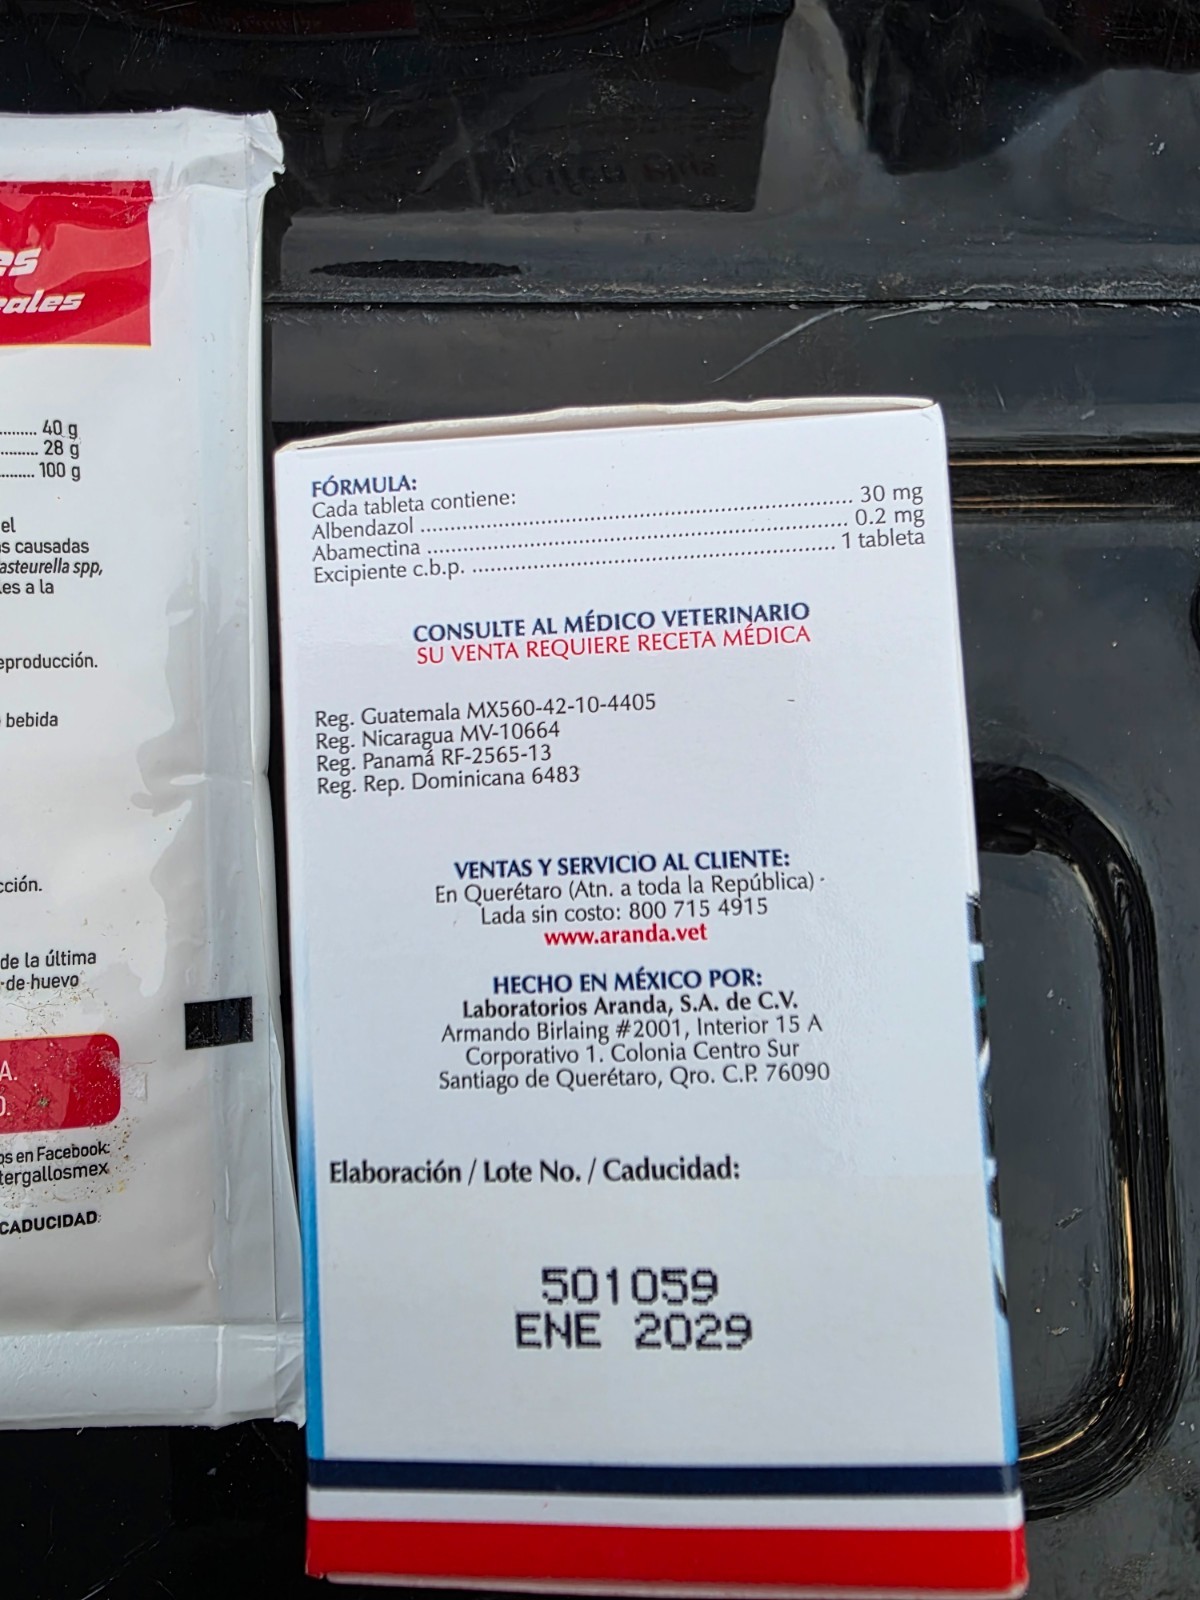 es
eales
40 g
28 g
100 g
el
s causadas
asteurella spp,
es a la
eproducción.
bebida
cción.
de la última
de huevo
A.
O.
os en Facebook:
tergallosmex
CADUCIDAD:
FÓRMULA:
Cada tableta contiene:
Albendazol ........ 30 mg
Abamectina ........ 0.2 mg
Excipiente c.b.p. ........ 1 tableta
CONSULTE AL MÉDICO VETERINARIO
SU VENTA REQUIERE RECETA MÉDICA
Reg. Guatemala MX560-42-10-4405
Reg. Nicaragua MV-10664
Reg. Panamá RF-2565-13
Reg. Rep. Dominicana 6483
VENTAS Y SERVICIO AL CLIENTE:
En Querétaro (Atn. a toda la República)
Lada sin costo: 800 715 4915
www.aranda.vet
HECHO EN MÉXICO POR:
Laboratorios Aranda, S.A. de C.V.
Armando Birlaing #2001, Interior 15 A
Corporativo 1. Colonia Centro Sur
Santiago de Querétaro, Qro. C.P. 76090
Elaboración / Lote No. / Caducidad:
501059
ENE 2029